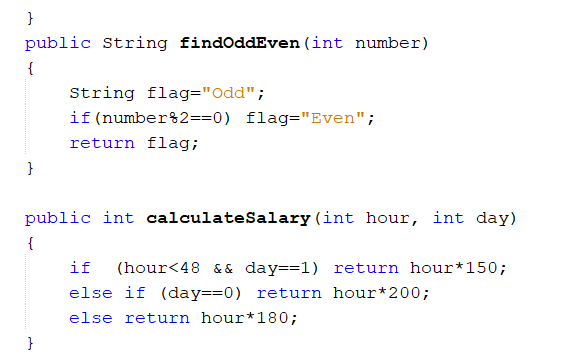 }
public String findOddEven(int number)
{
String flag="Odd";
if(number%2==0) flag="Even";
return flag;
}
public int calculateSalary(int hour, int day)
{
if (hour<48 && day==1) return hour*150;
else if (day==0) return hour*200;
else return hour*180;
}